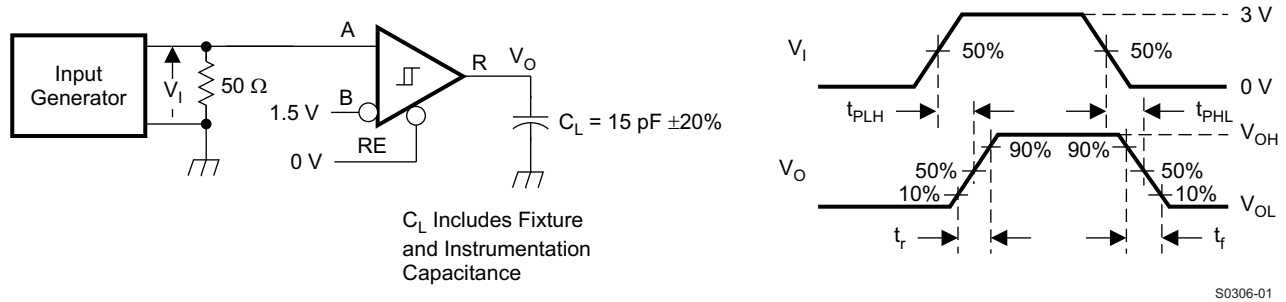 Input
Generator
V_I
50 Ω
A
B
1.5 V
RE
0 V
R
V_O
C_L = 15 pF ±20%
C_L Includes Fixture
and Instrumentation
Capacitance
V_I
50%
50%
3 V
0 V
t_PLH
t_PHL
V_O
90%
90%
V_OH
50%
50%
10%
10%
V_OL
t_r
t_f
S0306-01